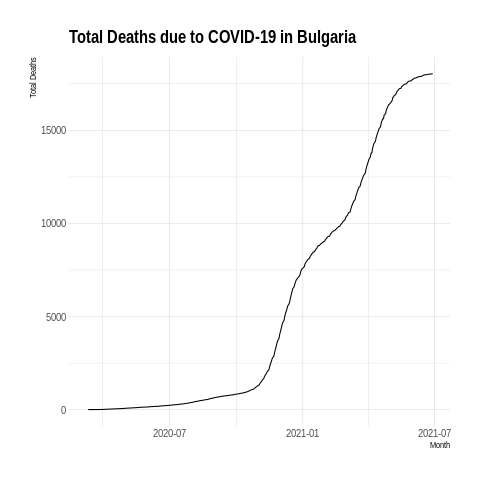 Total Deaths due to COVID-19 in Bulgaria
Total Deaths
15000
10000
5000
0
2020-07
2021-01
2021-07
Month